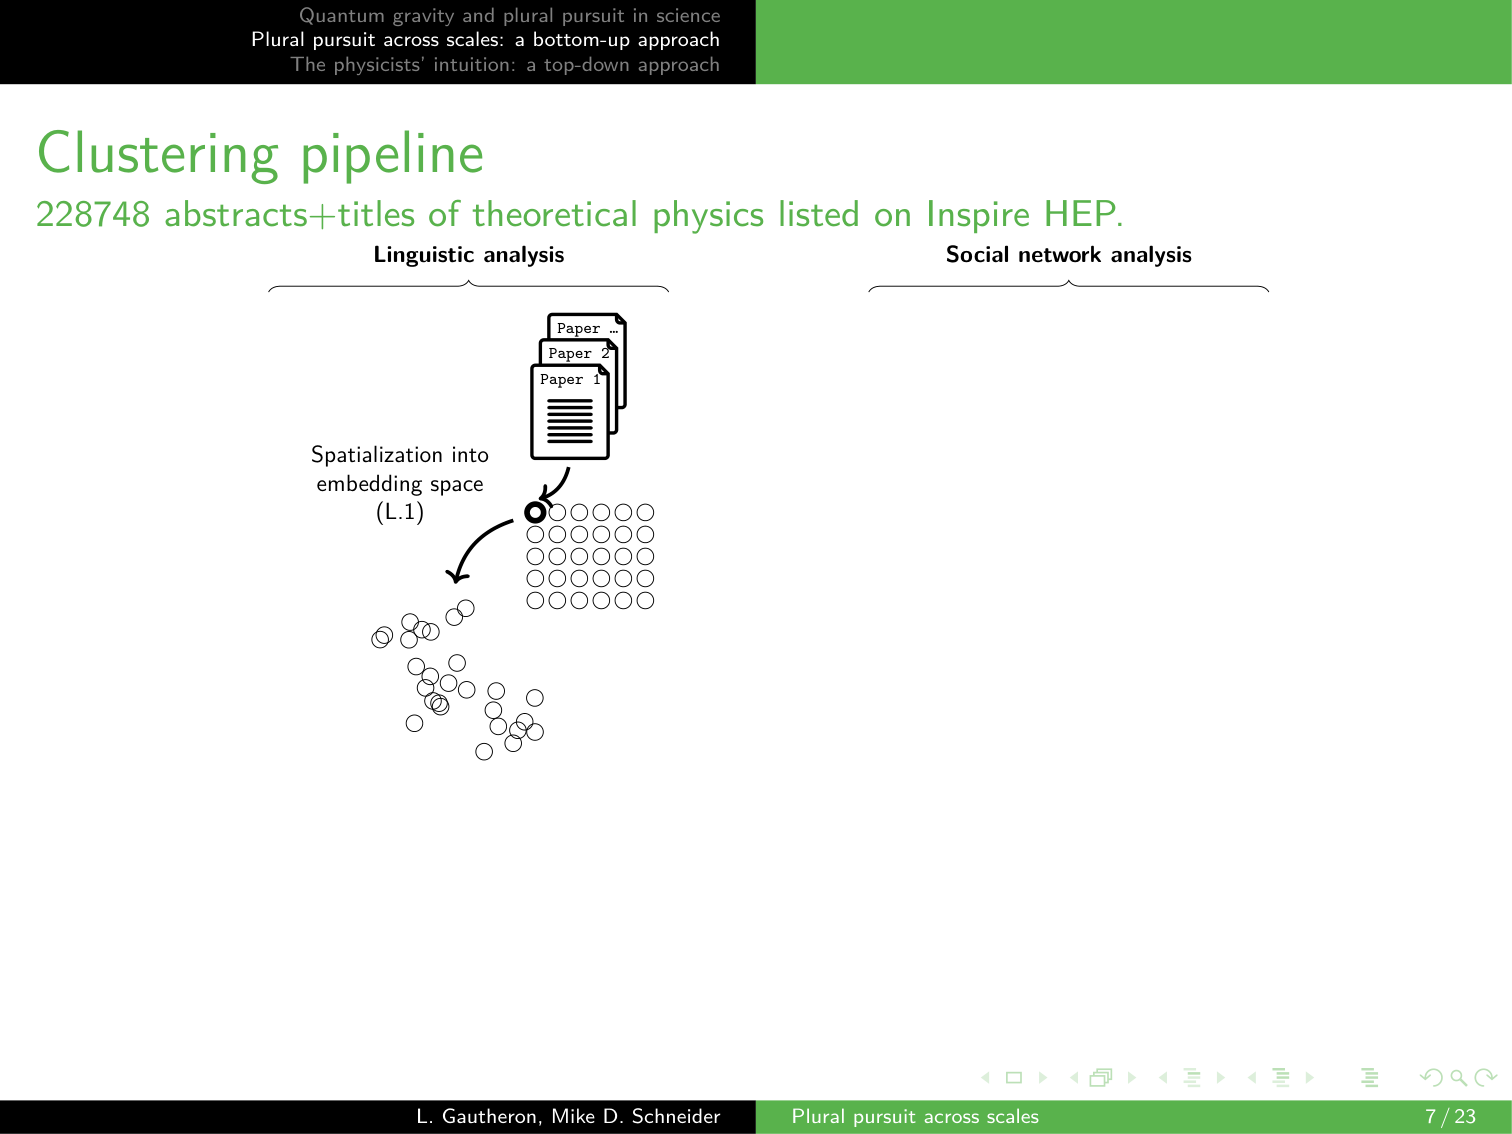 Quantum gravity and plural pursuit in science
Plural pursuit across scales: a bottom-up approach
The physicists' intuition: a top-down approach
Clustering pipeline
228748 abstracts+titles of theoretical physics listed on Inspire HEP.
Linguistic analysis
Social network analysis
Paper …
Paper 2
Paper 1
Spatialization into
embedding space
(L.1)
L. Gautheron, Mike D. Schneider
Plural pursuit across scales
7 / 23